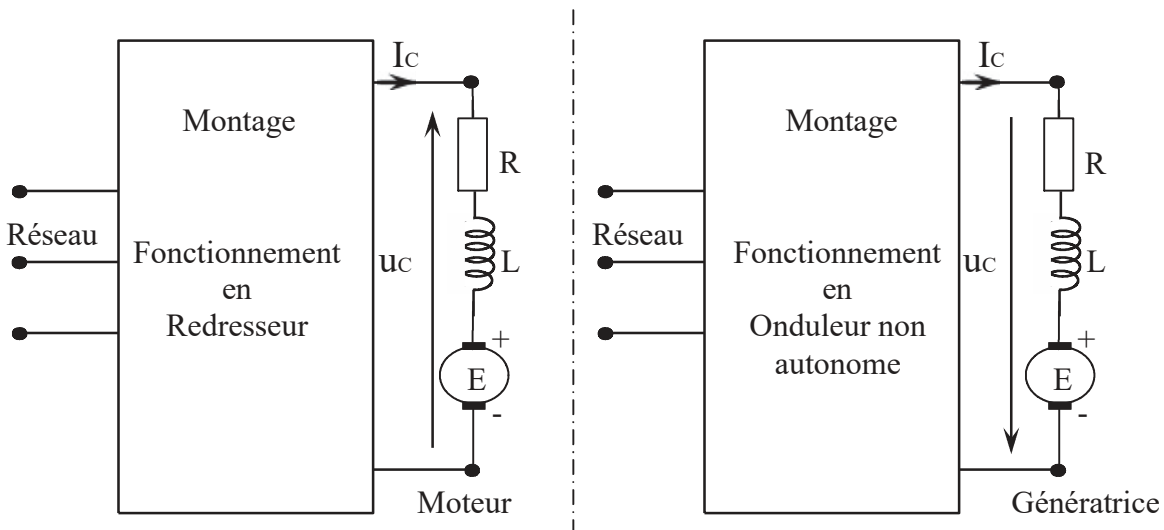 IC
Montage
R
Réseau
Fonctionnement
en
Redresseur
uC
L
+
E
-
Moteur
IC
Montage
R
Réseau
Fonctionnement
en
Onduleur non
autonome
uC
L
+
E
-
Génératrice